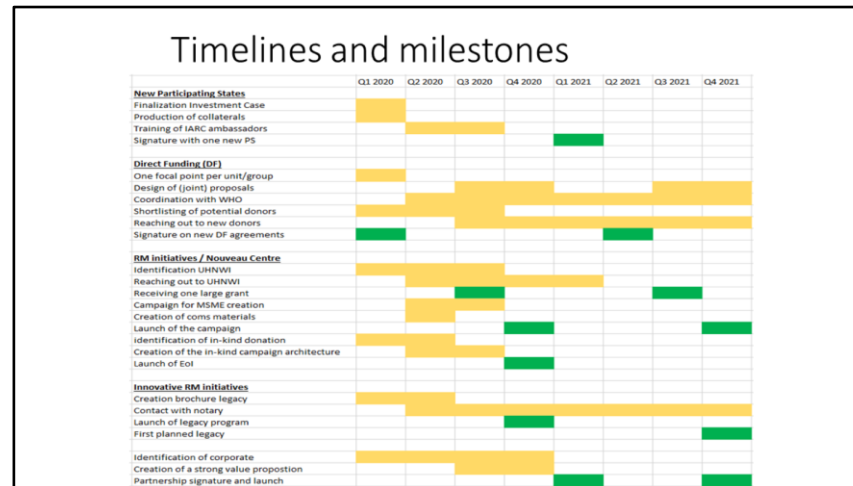 Timelines and milestones
Q1 2020 Q2 2020 Q3 2020 Q4 2020 Q1 2021 Q2 2021 Q3 2021 Q4 2021
New Participating States
Finalization Investment Case
Production of collaterals
Training of IARC ambassadors
Signature with one new PS
Direct Funding (DF)
One focal point per unit/group
Design of (joint) proposals
Coordination with WHO
Shortlisting of potential donors
Reaching out to new donors
Signature on new DF agreements
RM initiatives / Nouveau Centre
Identification UHNWI
Reaching out to UHNWI
Receiving one large grant
Campaign for MSME creation
Creation of coms materials
Launch of the campaign
identification of in-kind donation
Creation of the in-kind campaign architecture
Launch of EoI
Innovative RM initiatives
Creation brochure legacy
Contact with notary
Launch of legacy program
First planned legacy
Identification of corporate
Creation of a strong value propostion
Partnership signature and launch